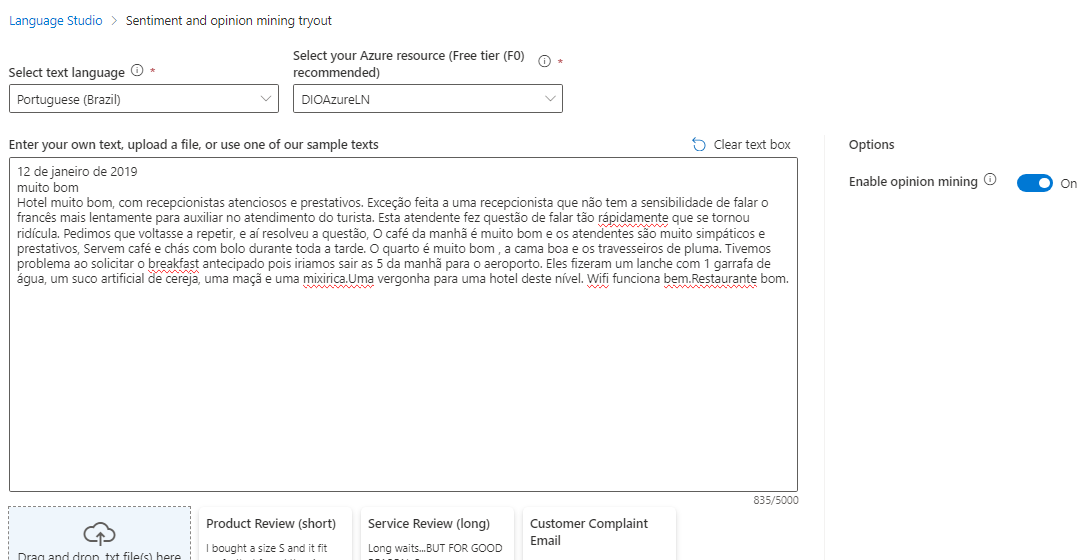 Language Studio > Sentiment and opinion mining tryout
Select text language *
Select your Azure resource (Free tier (F0) recommended) *
Portuguese (Brazil)
DIOAzureLN
Enter your own text, upload a file, or use one of our sample texts
Clear text box
12 de janeiro de 2019
muito bom
Hotel muito bom, com recepcionistas atenciosos e prestativos. Exceção feita a uma recepcionista que não tem a sensibilidade de falar o
francês mais lentamente para auxiliar no atendimento do turista. Esta atendente fez questão de falar tão rápidamente que se tornou
ridícula. Pedimos que voltasse a repetir, e aí resolveu a questão, O café da manhã é muito bom e os atendentes são muito simpáticos e
prestativos, Servem café e chás com bolo durante toda a tarde. O quarto é muito bom , a cama boa e os travesseiros de pluma. Tivemos
problema ao solicitar o breakfast antecipado pois iriamos sair as 5 da manhã para o aeroporto. Eles fizeram um lanche com 1 garrafa de
água, um suco artificial de cereja, uma maçã e uma mixirica.Uma vergonha para uma hotel deste nível. Wifi funciona bem.Restaurante bom.
835/5000
Options
Enable opinion mining
On
Drag and drop .txt file(s) here
Product Review (short)
I bought a size S and it fit
Service Review (long)
Long waits...BUT FOR GOOD
Customer Complaint
Email